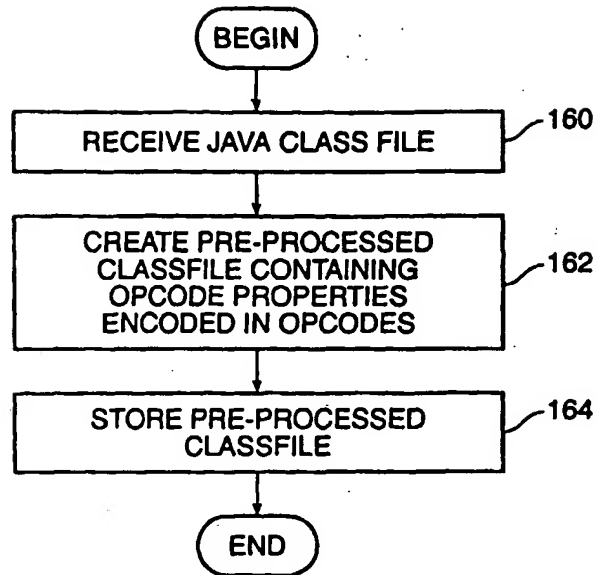 BEGIN
RECEIVE JAVA CLASS FILE
160
CREATE PRE-PROCESSED
CLASSFILE CONTAINING
OPCODE PROPERTIES
ENCODED IN OPCODES
162
STORE PRE-PROCESSED
CLASSFILE
164
END